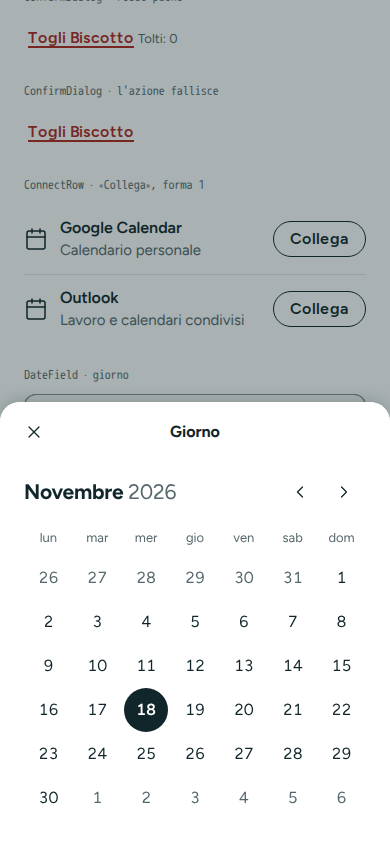 Togli Biscotto Tolti: 0
ConfirmDialog · l'azione fallisce
Togli Biscotto
ConnectRow · «Collega», forma 1
Google Calendar
Calendario personale
Collega
Outlook
Lavoro e calendari condivisi
Collega
DateField · giorno
Giorno
Novembre 2026
lun mar mer gio ven sab dom
26 27 28 29 30 31 1
2 3 4 5 6 7 8
9 10 11 12 13 14 15
16 17 18 19 20 21 22
23 24 25 26 27 28 29
30 1 2 3 4 5 6